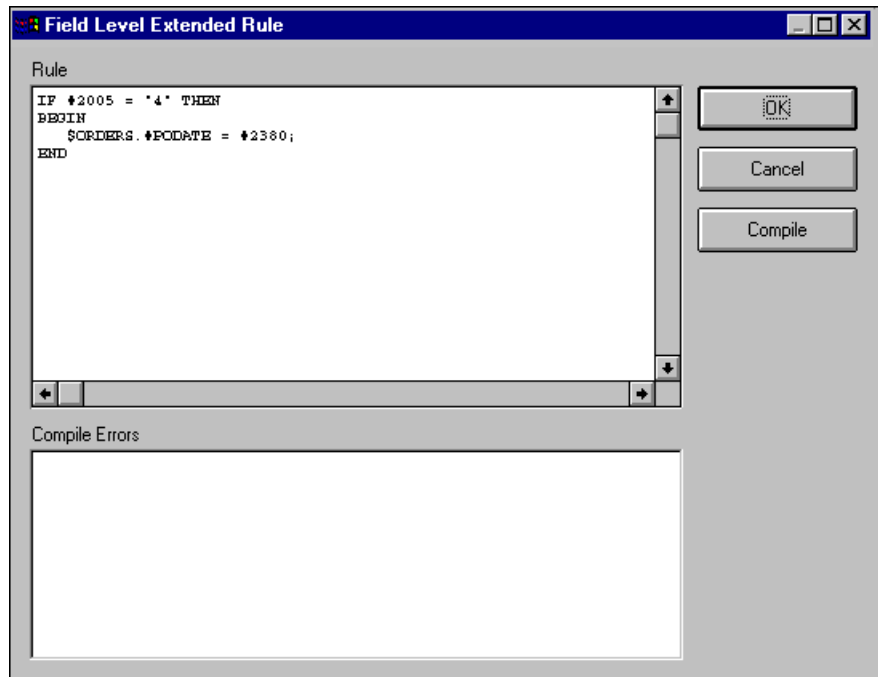 Field Level Extended Rule
Rule
IF #2005 = "4" THEN
BEGIN
$ORDERS.#PODATE = #2380;
END
OK
Cancel
Compile
Compile Errors